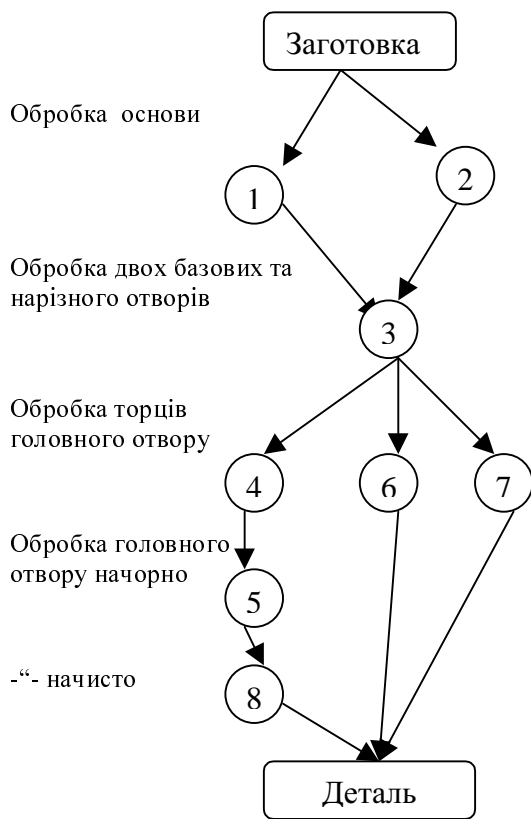 Заготовка
Обробка основи
1
2
Обробка двох базових та
нарізного отворів
3
Обробка торців
головного отвору
4
6
7
Обробка головного
отвору начорно
5
-“- начисто
8
Деталь